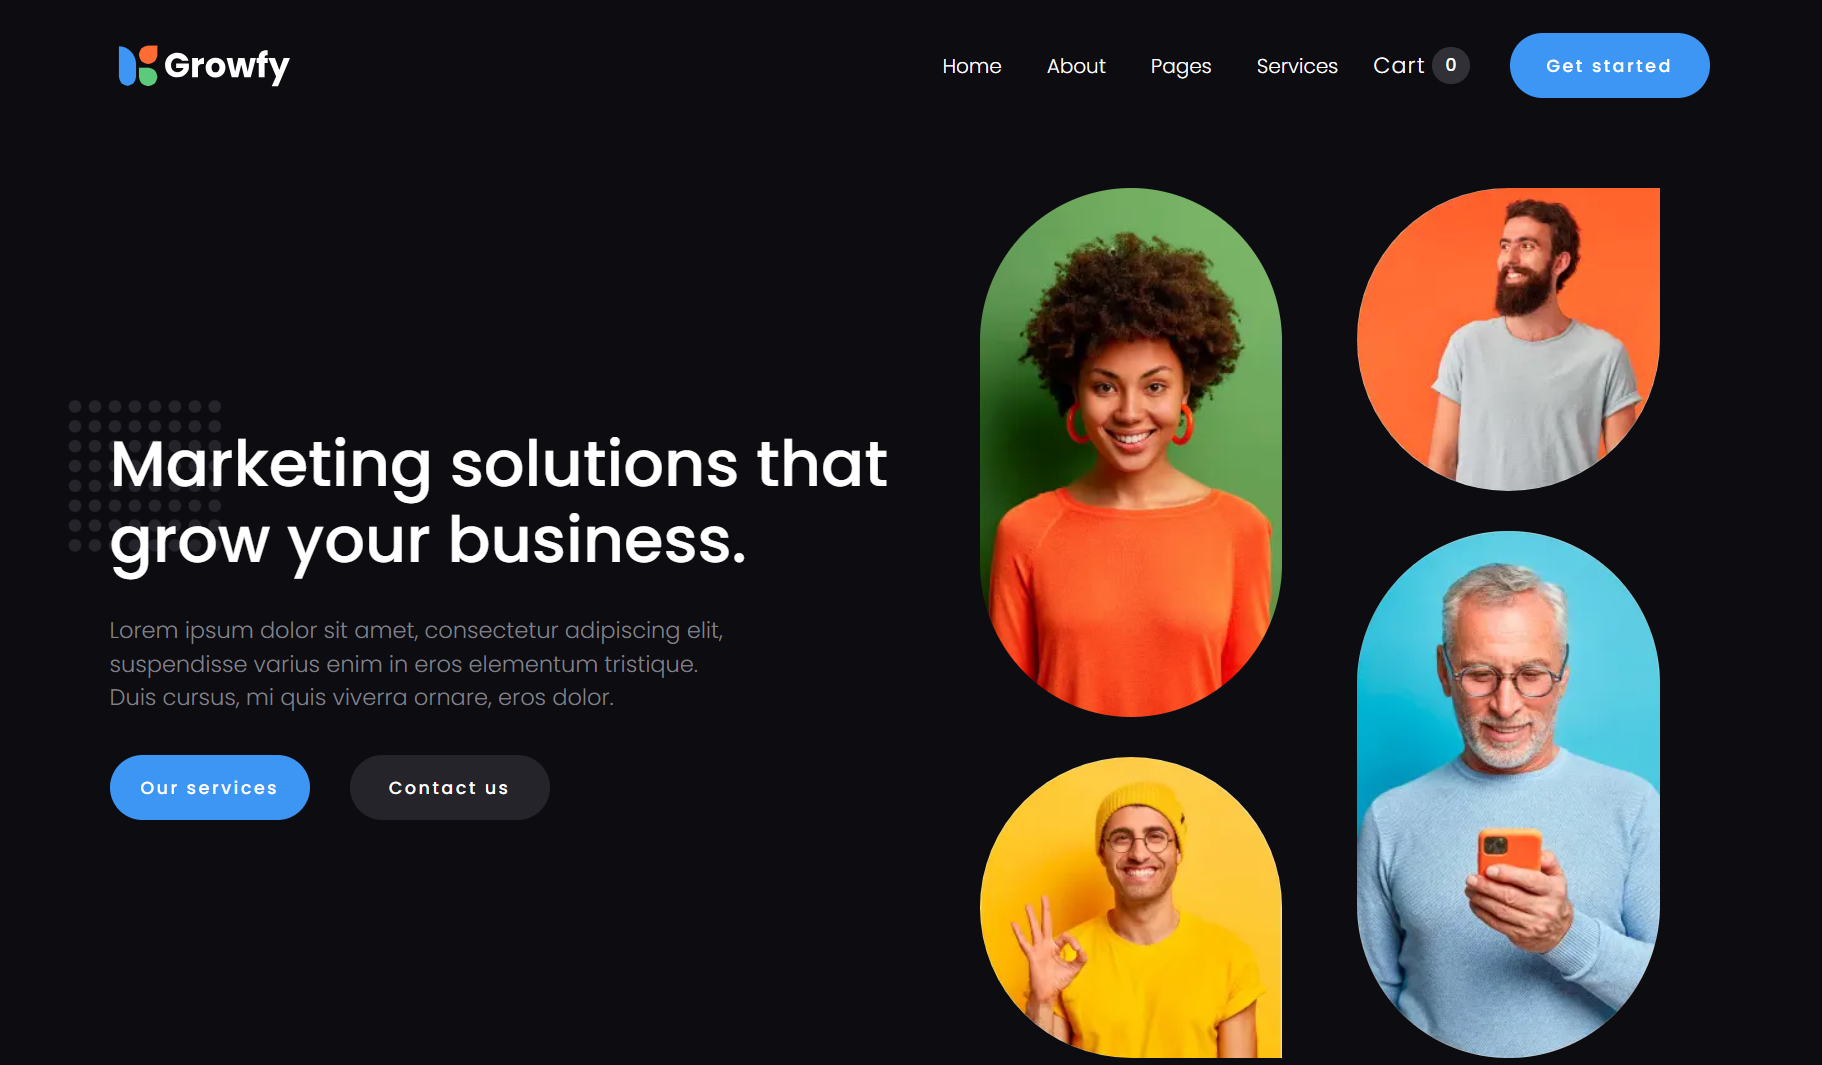 Growfy
Home About Pages Services Cart 0 Get started
Marketing solutions that
grow your business.
Lorem ipsum dolor sit amet, consectetur adipiscing elit,
suspendisse varius enim in eros elementum tristique.
Duis cursus, mi quis viverra ornare, eros dolor.
Our services Contact us